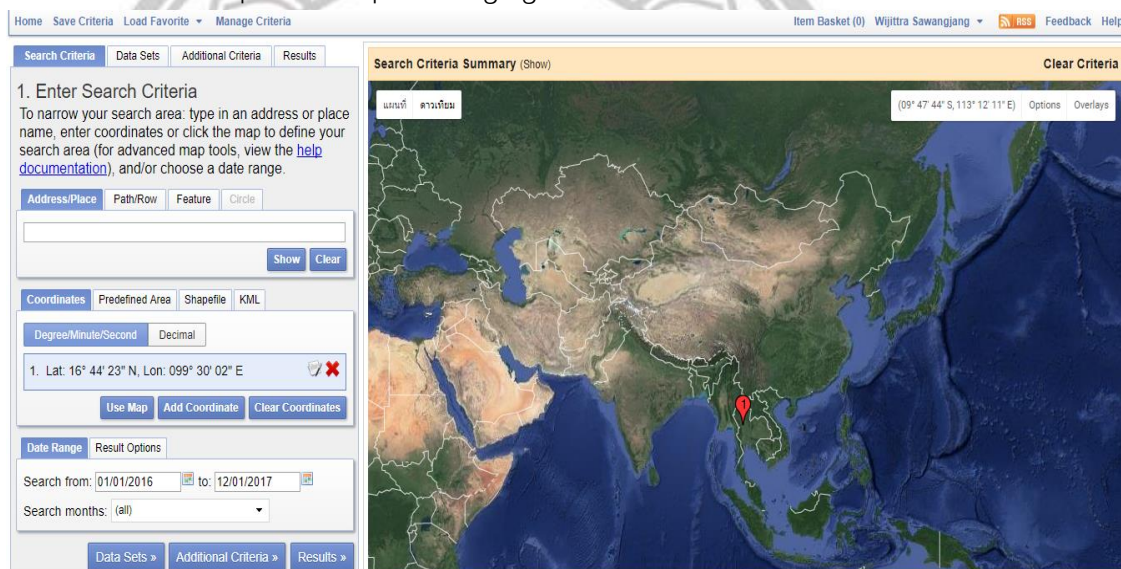 Home Save Criteria Load Favorite Manage Criteria
Item Basket (0) Wijittra Sawangjang RSS Feedback Help
Search Criteria Data Sets Additional Criteria Results
1. Enter Search Criteria
To narrow your search area: type in an address or place
name, enter coordinates or click the map to define your
search area (for advanced map tools, view the help
documentation), and/or choose a date range.
Address/Place Path/Row Feature Circle
Show Clear
Coordinates Predefined Area Shapefile KML
Degree/Minute/Second Decimal
1. Lat: 16° 44' 23" N, Lon: 099° 30' 02" E
Use Map Add Coordinate Clear Coordinates
Date Range Result Options
Search from: 01/01/2016 to: 12/01/2017
Search months: (all)
Data Sets » Additional Criteria » Results »
Search Criteria Summary (Show) Clear Criteria
แผนที่ ดาวเทียม
(09° 47' 44" S, 113° 12' 11" E) Options Overlays
1